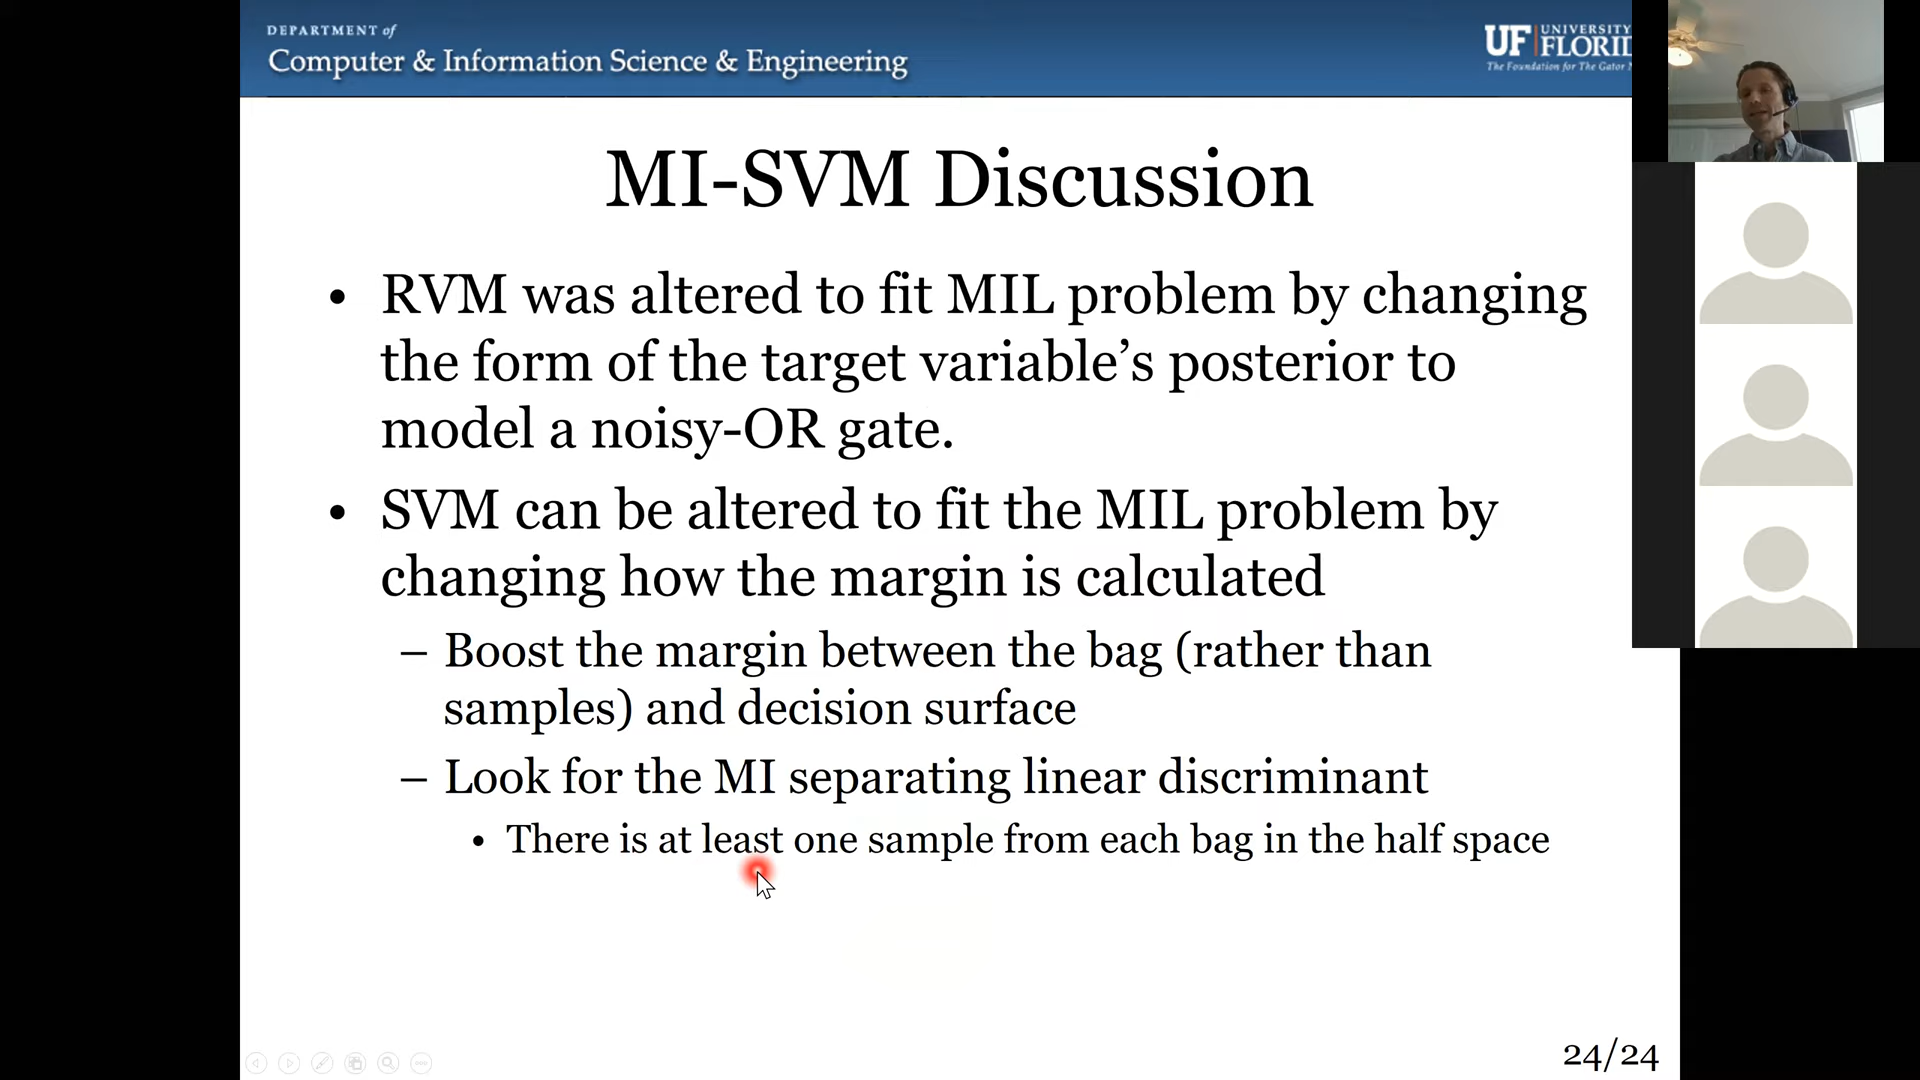 DEPARTMENT of
Computer & Information Science & Engineering
UF UNIVERSITY
FLORI
The Foundation for The Gator
MI-SVM Discussion
• RVM was altered to fit MIL problem by changing
the form of the target variable’s posterior to
model a noisy-OR gate.
• SVM can be altered to fit the MIL problem by
changing how the margin is calculated
– Boost the margin between the bag (rather than
samples) and decision surface
– Look for the MI separating linear discriminant
• There is at least one sample from each bag in the half space
24/24